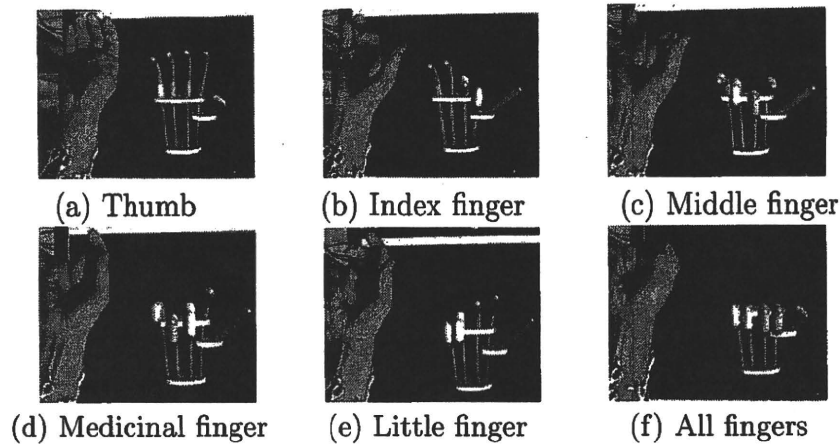 (a) Thumb
(b) Index finger
(c) Middle finger
(d) Medicinal finger
(e) Little finger
(f) All fingers